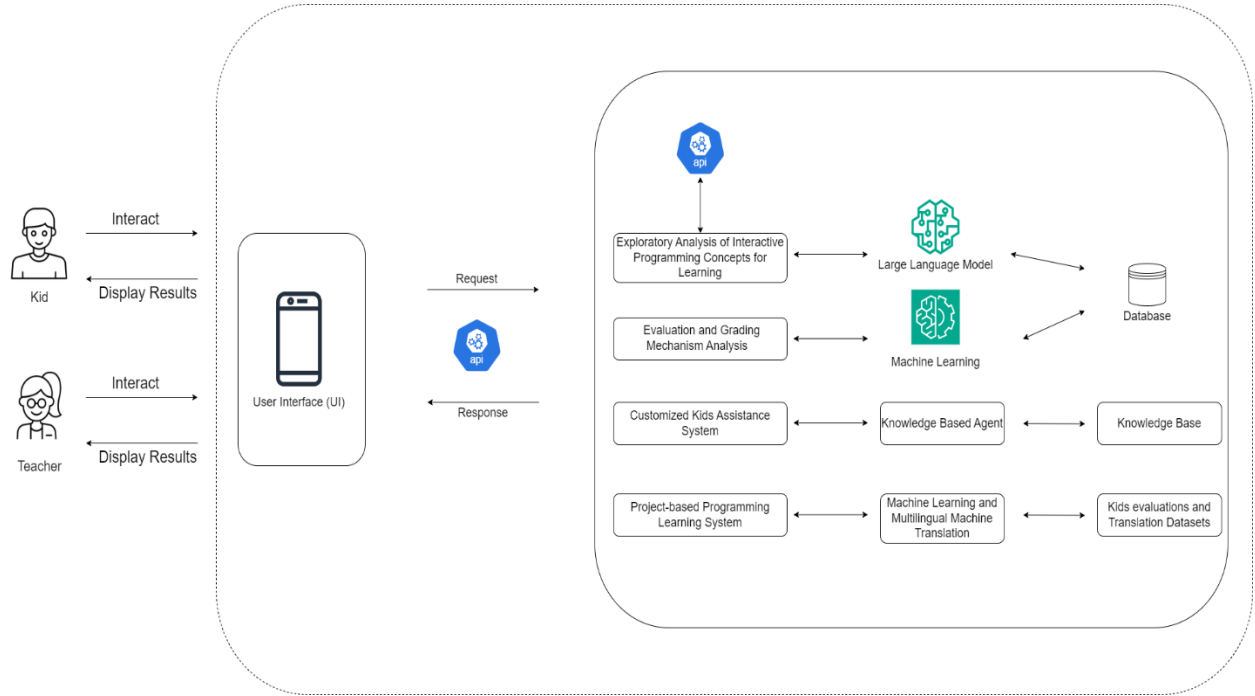 api
Interact
Display Results
Kid
Interact
Display Results
Teacher
User Interface (UI)
Request
api
Response
Exploratory Analysis of Interactive
Programming Concepts for
Learning
Large Language Model
Database
Evaluation and Grading
Mechanism Analysis
Machine Learning
Customized Kids Assistance
System
Knowledge Based Agent
Knowledge Base
Project-based Programming
Learning System
Machine Learning and
Multilingual Machine
Translation
Kids evaluations and
Translation Datasets